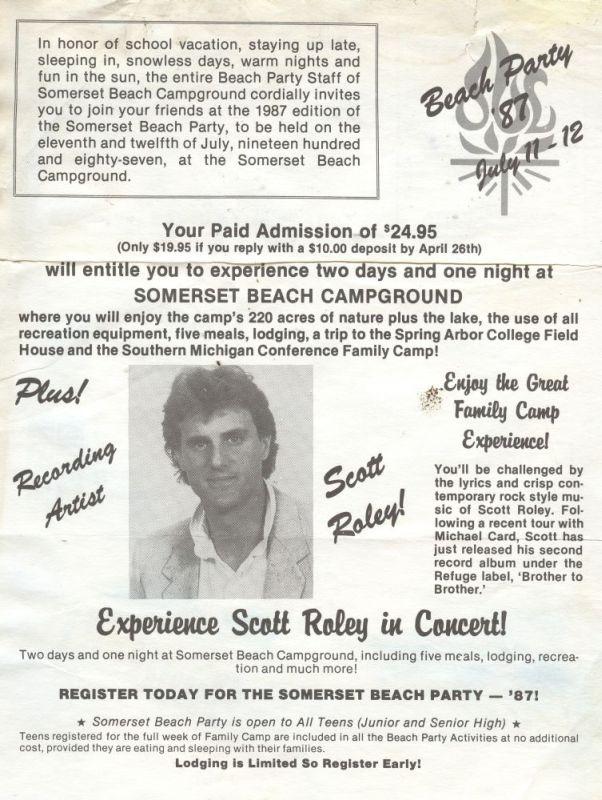 In honor of school vacation, staying up late,
sleeping in, snowless days, warm nights and
fun in the sun, the entire Beach Party Staff of
Somerset Beach Campground cordially invites
you to join your friends at the 1987 edition of
the Somerset Beach Party, to be held on the
eleventh and twelfth of July, nineteen hundred
and eighty-seven, at the Somerset Beach
Campground.
Beach Party
'87
July 11 - 12
Your Paid Admission of $24.95
(Only $19.95 if you reply with a $10.00 deposit by April 26th)
will entitle you to experience two days and one night at
SOMERSET BEACH CAMPGROUND
where you will enjoy the camp's 220 acres of nature plus the lake, the use of all
recreation equipment, five meals, lodging, a trip to the Spring Arbor College Field
House and the Southern Michigan Conference Family Camp!
Plus!
Recording
Artist
Scott
Roley!
Enjoy the Great
Family Camp
Experience!
You'll be challenged by
the lyrics and crisp con-
temporary rock style mu-
sic of Scott Roley. Fol-
lowing a recent tour with
Michael Card, Scott has
just released his second
record album under the
Refuge label, 'Brother to
Brother.'
Experience Scott Roley in Concert!
Two days and one night at Somerset Beach Campground, including five meals, lodging, recrea-
tion and much more!
REGISTER TODAY FOR THE SOMERSET BEACH PARTY — '87!
★ Somerset Beach Party is open to All Teens (Junior and Senior High) ★
Teens registered for the full week of Family Camp are included in all the Beach Party Activities at no additional
cost, provided they are eating and sleeping with their families.
Lodging is Limited So Register Early!